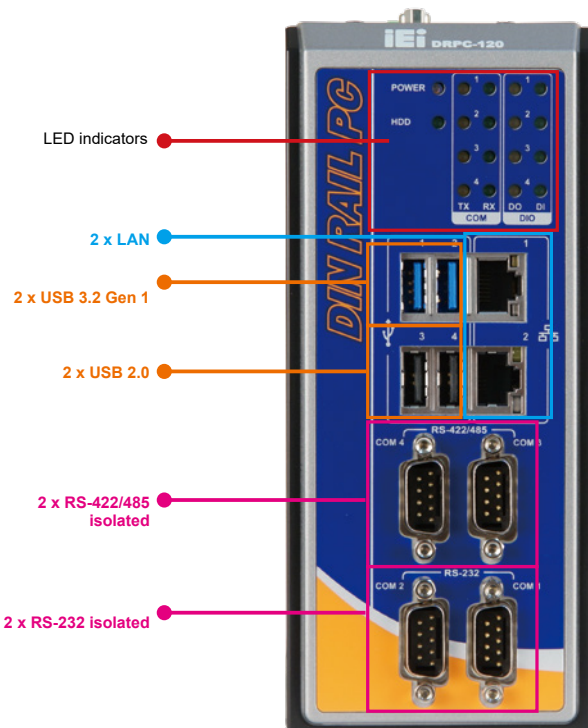 iEi DRPC-120
DIN RAIL PC
POWER
HDD
1
2
3
4
TX RX
COM
1
2
3
4
DO DI
DIO
LED indicators
2 x LAN
2 x USB 3.2 Gen 1
2 x USB 2.0
2 x RS-422/485
isolated
2 x RS-232 isolated
1 2
3 4
1
2
RS-422/485
COM 4
COM 3
RS-232
COM 2
COM 1